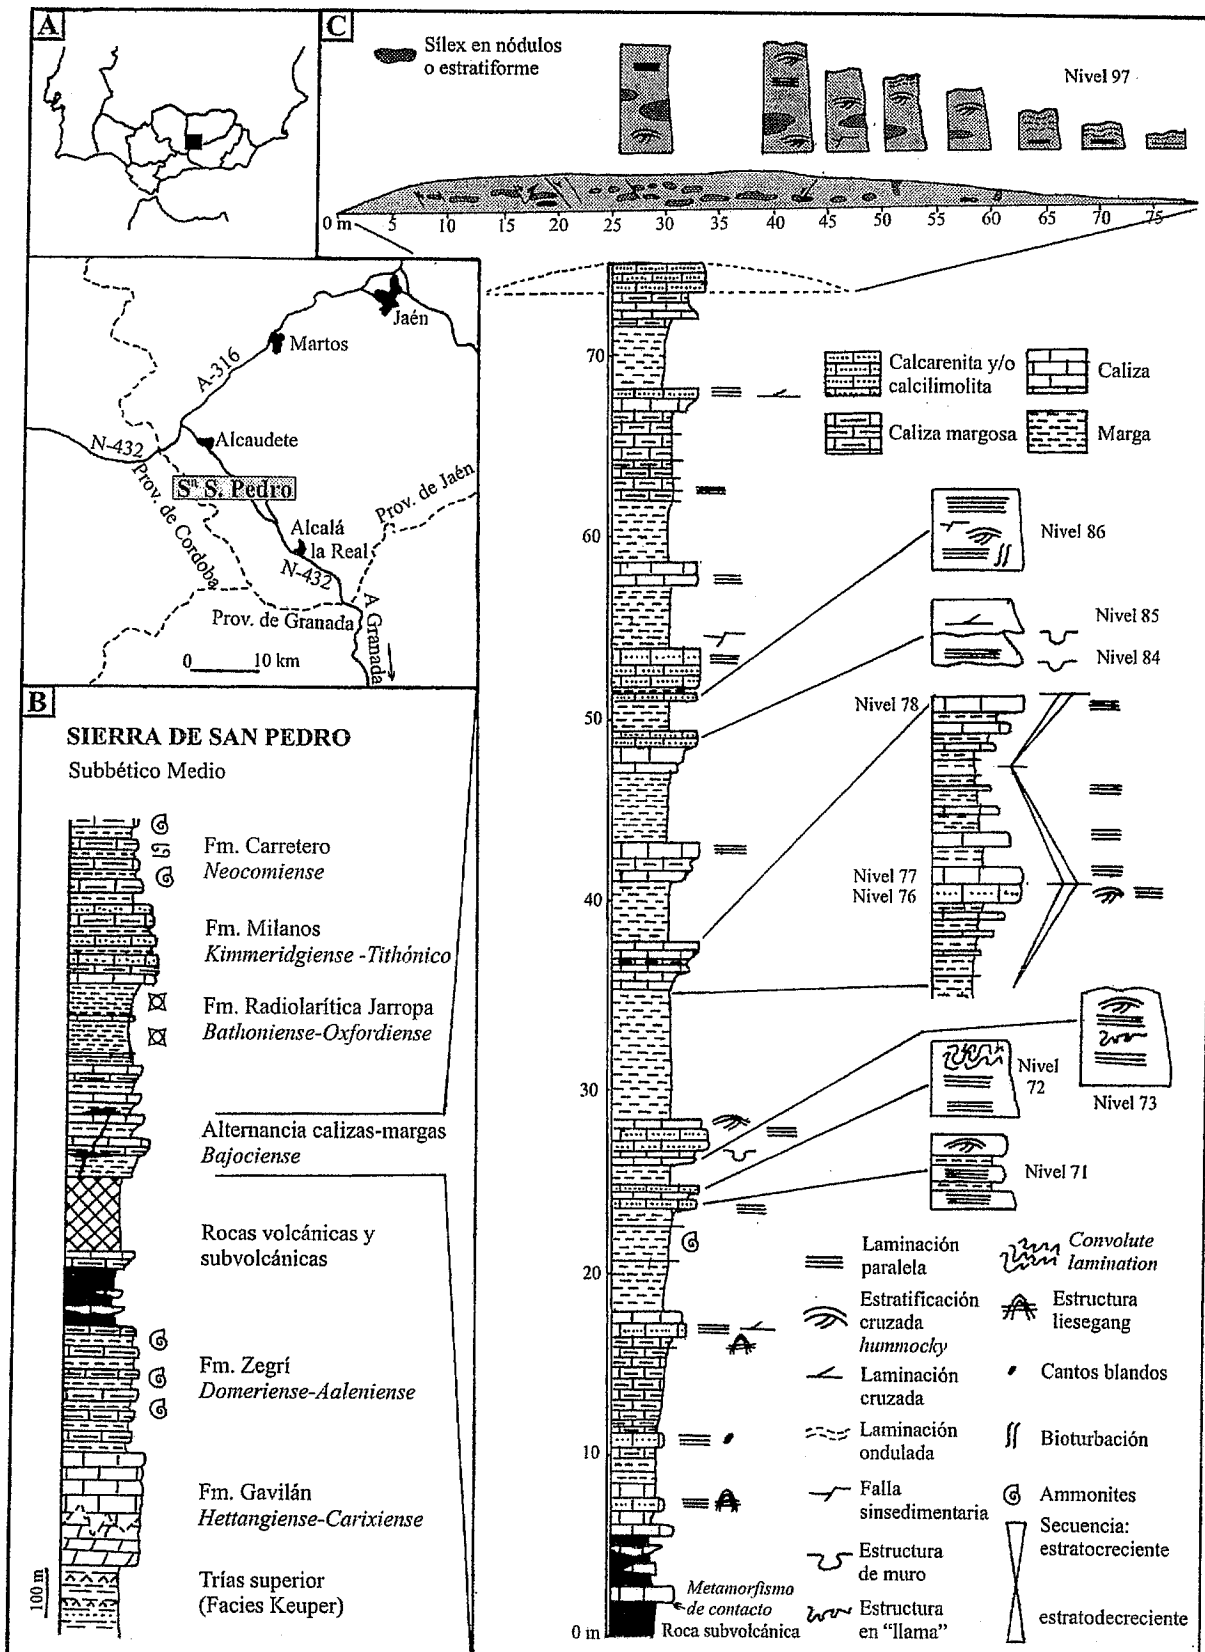 A
C
Sílex en nódulos
o estratiforme
Nivel 97
0 m 5 10 15 20 25 30 35 40 45 50 55 60 65 70 75
Jaén
Martos
A-316
Alcaudete
N-432
Sn S. Pedro
Prov. de Jaén
Prov. de Cordoba
Alcalá
la Real
N-432
Prov. de Granada
A Granada
0 10 km
B
SIERRA DE SAN PEDRO
Subbético Medio
Fm. Carretero
Neocomiense
Fm. Milanos
Kimmeridgiense -Tithónico
Fm. Radiolarítica Jarropa
Bathoniense-Oxfordiense
Alternancia calizas-margas
Bajociense
Rocas volcánicas y
subvolcánicas
Fm. Zegrí
Domeriense-Aaleniense
Fm. Gavilán
Hettangiense-Carixiense
Trías superior
(Facies Keuper)
100 m
70
60
50
40
30
20
10
0 m
Calcarenita y/o
calcilimolita
Caliza
Caliza margosa
Marga
Nivel 86
Nivel 85
Nivel 84
Nivel 78
Nivel 77
Nivel 76
Nivel
72
Nivel 73
Nivel 71
Laminación
paralela
Convolute
lamination
Estratificación
cruzada
hummocky
Estructura
liesegang
Laminación
cruzada
Cantos blandos
Laminación
ondulada
Bioturbación
Falla
sinsedimentaria
Ammonites
Secuencia:
estratocreciente
Estructura
de muro
Estructura
en "llama"
estratodecreciente
Metamorfismo
de contacto
Roca subvolcánica